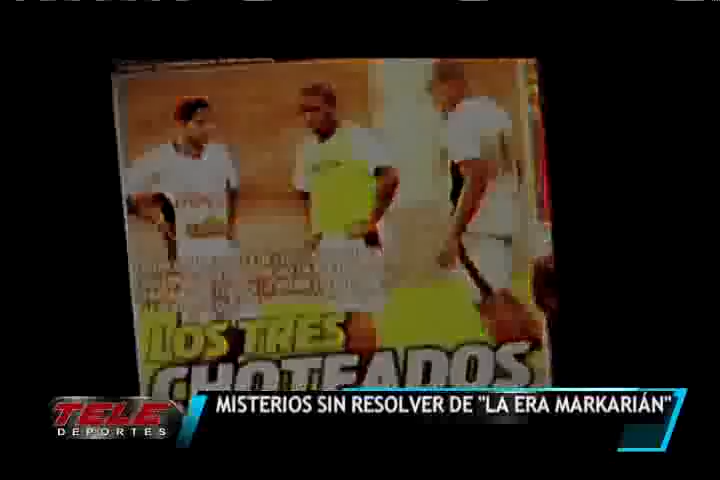 LOS TRES
CHOTEADOS
TELE
DEPORTES
MISTERIOS SIN RESOLVER DE "LA ERA MARKARIÁN"